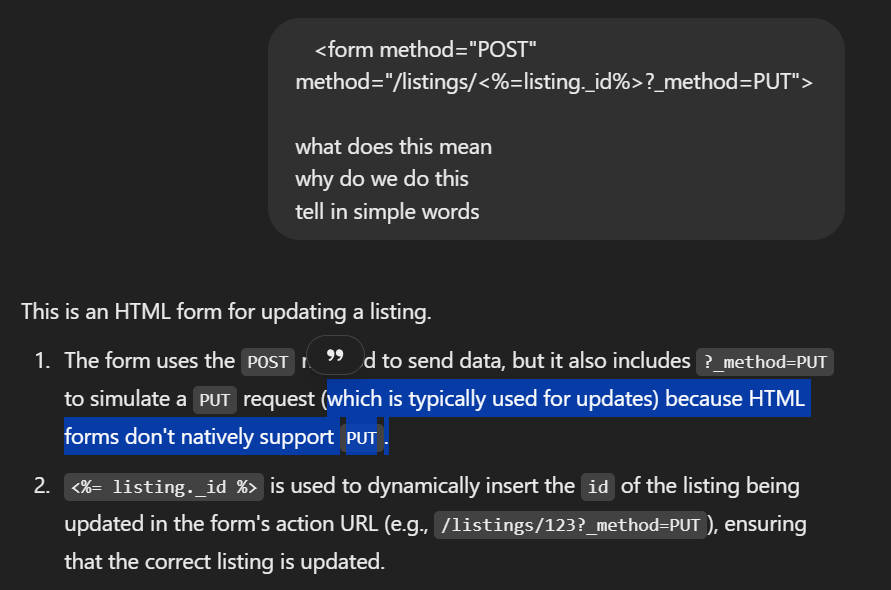 <form method="POST"
method="/listings/<%=listing._id%>?_method=PUT">
what does this mean
why do we do this
tell in simple words
This is an HTML form for updating a listing.
1. The form uses the POST d to send data, but it also includes ?_method=PUT
to simulate a PUT request (which is typically used for updates) because HTML
forms don't natively support PUT.
2. <%= listing._id %> is used to dynamically insert the id of the listing being
updated in the form's action URL (e.g., /listings/123?_method=PUT), ensuring
that the correct listing is updated.